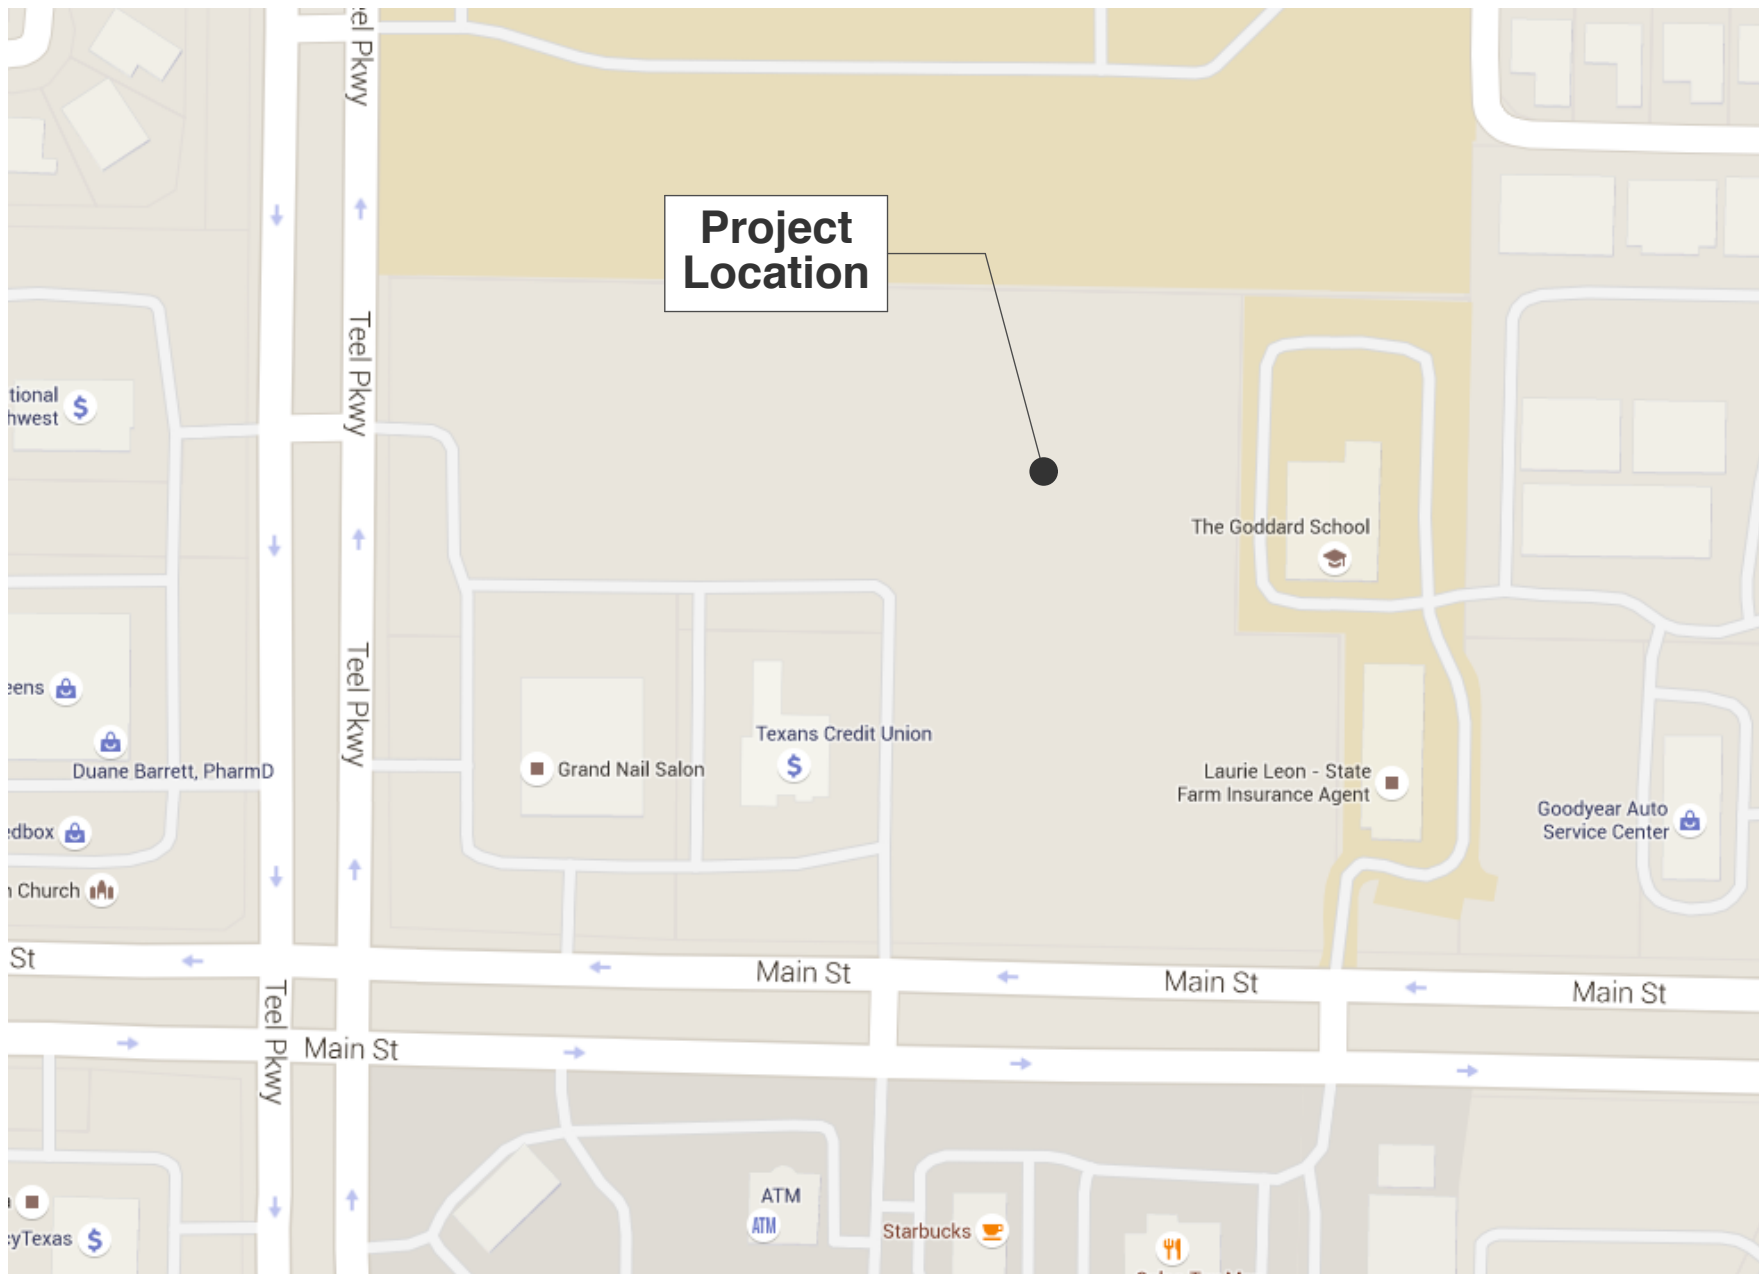 el Pkwy
Project
Location
Teel Pkwy
tional
hwest
The Goddard School
eens
Teel Pkwy
Texans Credit Union
Duane Barrett, PharmD
Grand Nail Salon
Laurie Leon - State
Farm Insurance Agent
Goodyear Auto
Service Center
edbox
n Church
St
Main St
Main St
Main St
Teel Pkwy
Main St
ATM
ATM
Starbucks
cyTexas